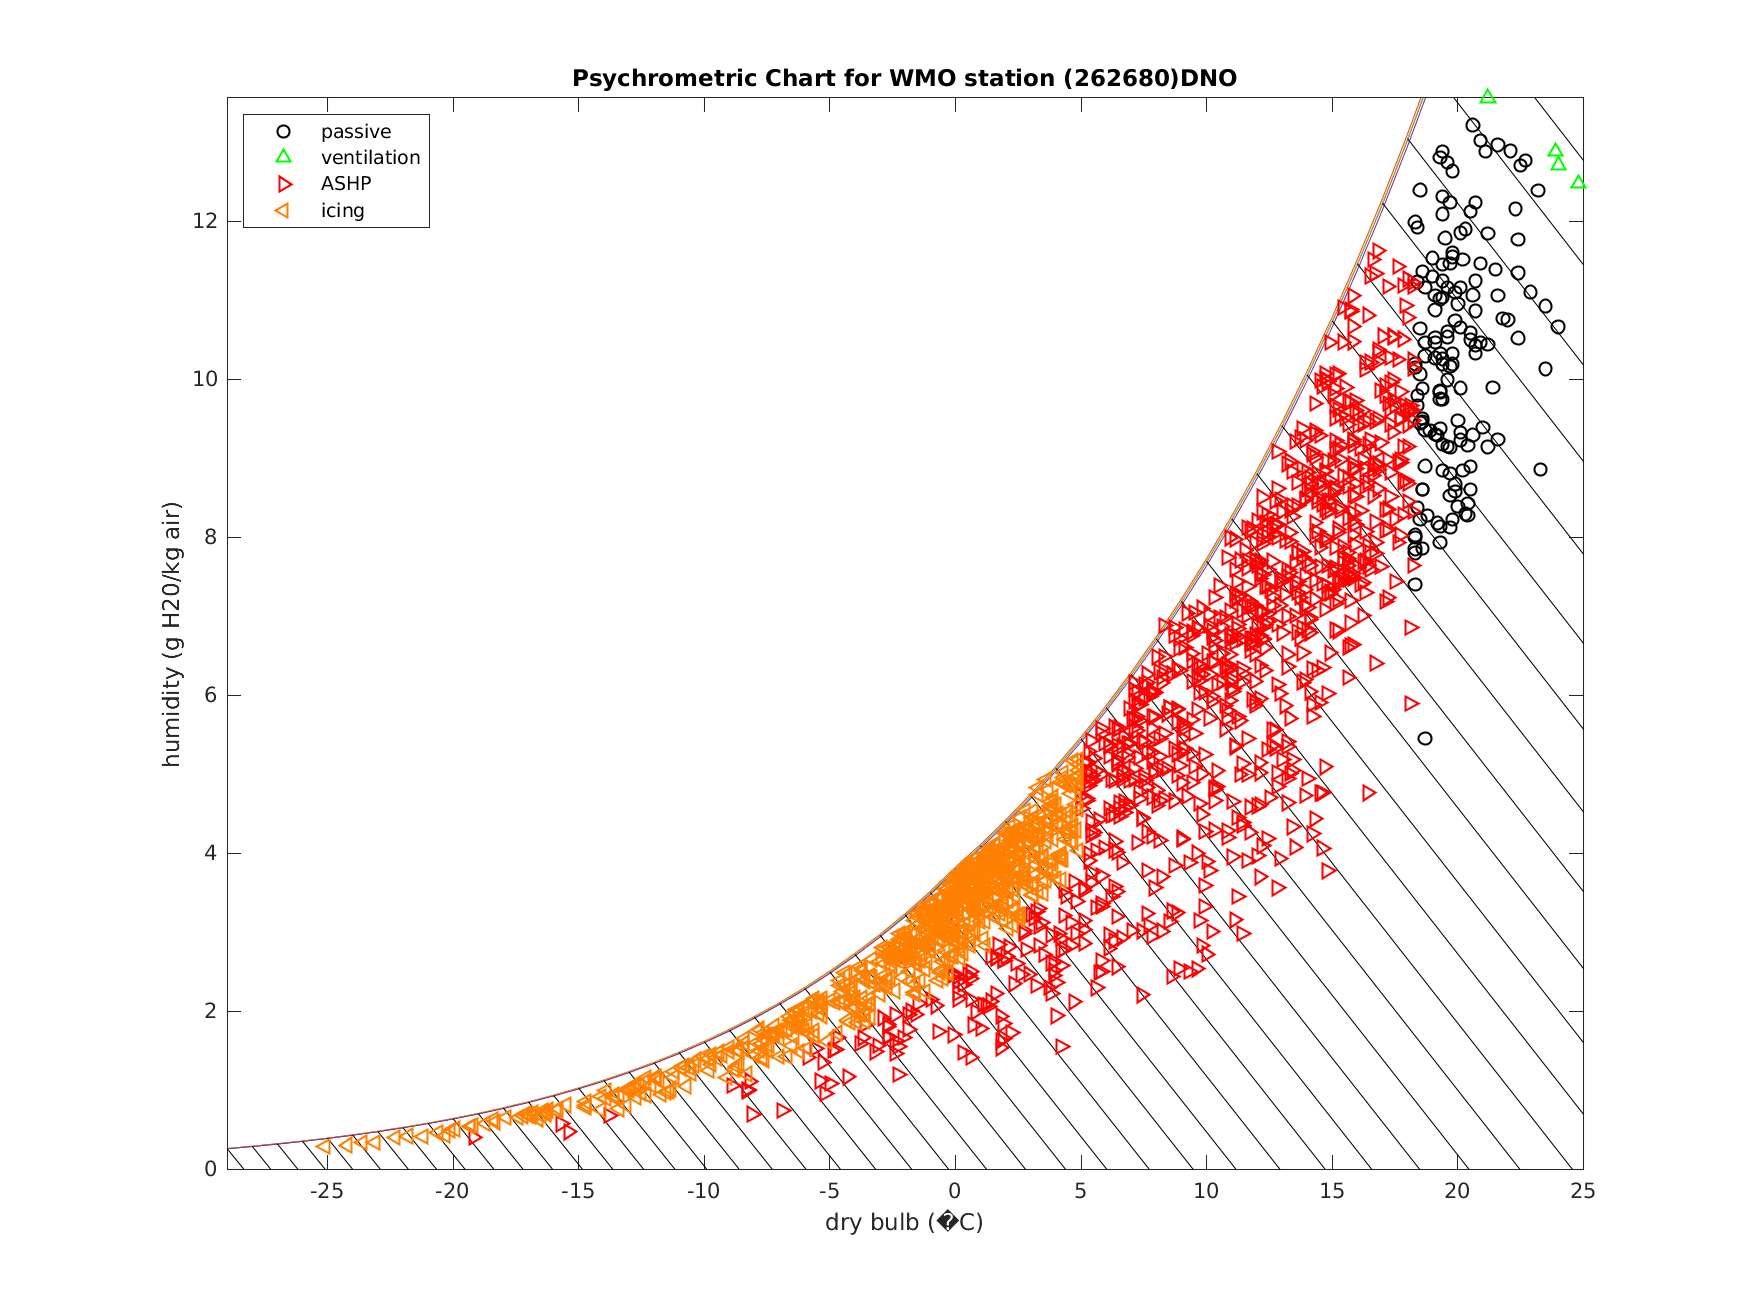 Psychrometric Chart for WMO station (262680)DNO
passive
ventilation
ASHP
icing
humidity (g H20/kg air)
12
10
8
6
4
2
0
-25 -20 -15 -10 -5 0 5 10 15 20 25
dry bulb (�C)